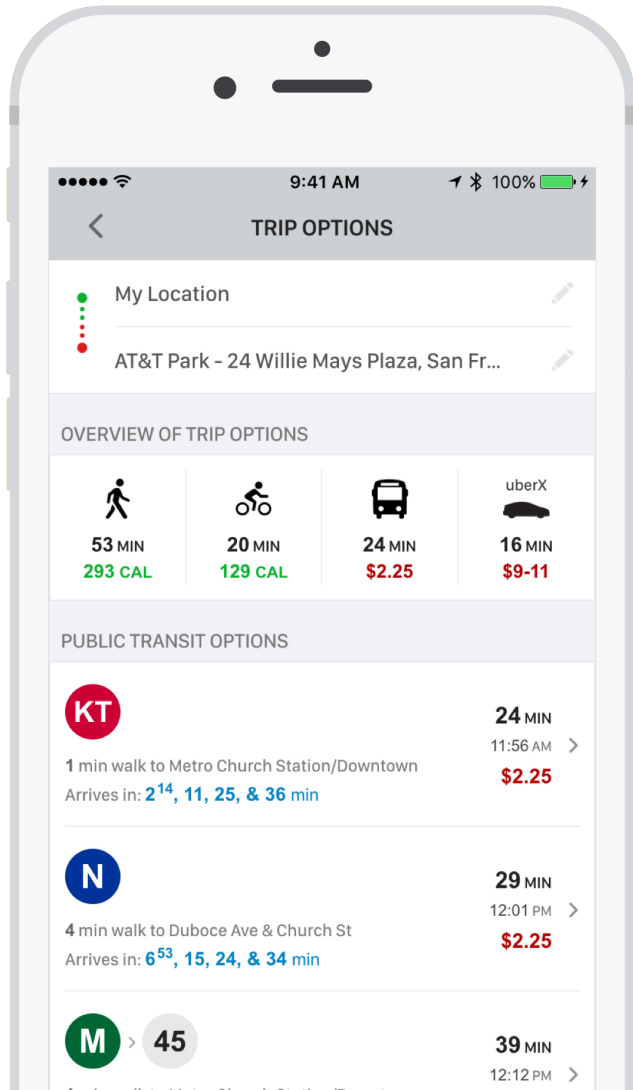 9:41 AM 100%
TRIP OPTIONS
My Location
AT&T Park - 24 Willie Mays Plaza, San Fr...
OVERVIEW OF TRIP OPTIONS
uberX
53 MIN 20 MIN 24 MIN 16 MIN
293 CAL 129 CAL $2.25 $9-11
PUBLIC TRANSIT OPTIONS
KT
24 MIN
11:56 AM
1 min walk to Metro Church Station/Downtown
$2.25
Arrives in: 2¹⁴, 11, 25, & 36 min
N
29 MIN
12:01 PM
4 min walk to Duboce Ave & Church St
$2.25
Arrives in: 6⁵³, 15, 24, & 34 min
M > 45
39 MIN
12:12 PM